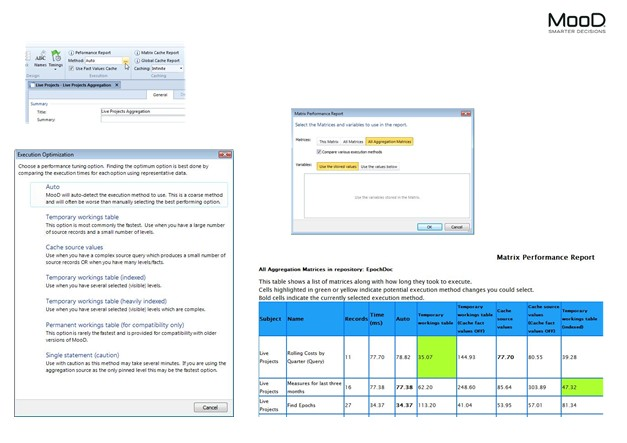 MooD
SMARTER DECISIONS
ABC
Names Timings
Design
Performance Report
Method: Auto
Use Fast Values Cache
Execution
Matrix Cache Report
Global Cache Report
Caching: Infinite
Caching
Live Projects - Live Projects Aggregation
General
Summary
Title: Live Projects Aggregation
Summary:
Execution Optimization
Choose a performance tuning option. Finding the optimum option is best done by
comparing the execution times for each option using representative data.
Auto
MooD will auto-detect the execution method to use. This is a coarse method
and will often be worse than manually selecting the best performing option.
Temporary workings table
This option is most commonly the fastest. Use when you have a large number
of source records and a small number of levels.
Cache source values
Use when you have a complex source query which produces a small number of
source records OR when you have many levels/facts.
Temporary workings table (indexed)
Use when you have several selected (visible) levels.
Temporary workings table (heavily indexed)
Use when you have several selected (visible) levels which are complex.
Permanent workings table (for compatibility only)
This option is rarely the fastest and is provided for compatibility with older
versions of MooD.
Single statement (caution)
Use with caution as this method may take several minutes. If you are using the
aggregation source as the only pinned level this may be the fastest option.
Cancel
Matrix Performance Report
Select the Matrices and variables to use in the report.
Matrices: This Matrix All Matrices All Aggregation Matrices
Compare various execution methods
Variables: Use the stored values Use the values below
Use the variables stored in the Matrix.
OK Cancel
Matrix Performance Report
All Aggregation Matrices in repository: EpochDoc
This table shows a list of matrices along with how long they took to execute.
Cells highlighted in green or yellow indicate potential execution method changes you could select.
Bold cells indicate the currently selected execution method.
Subject Name Records Time (ms) Auto Temporary workings table Temporary workings table (Cache fact values Off) Cache source values Cache source values (Cache fact values Off) Temporary workings table (indexed)
Live Projects Rolling Costs by Quarter (Query) 11 77.70 78.82 35.07 144.93 77.70 80.55 39.28
Live Projects Measures for last three months 16 77.38 77.38 62.20 248.60 85.64 303.89 47.32
Live Projects Find Epochs 27 34.37 34.37 113.20 41.04 53.95 57.01 81.34